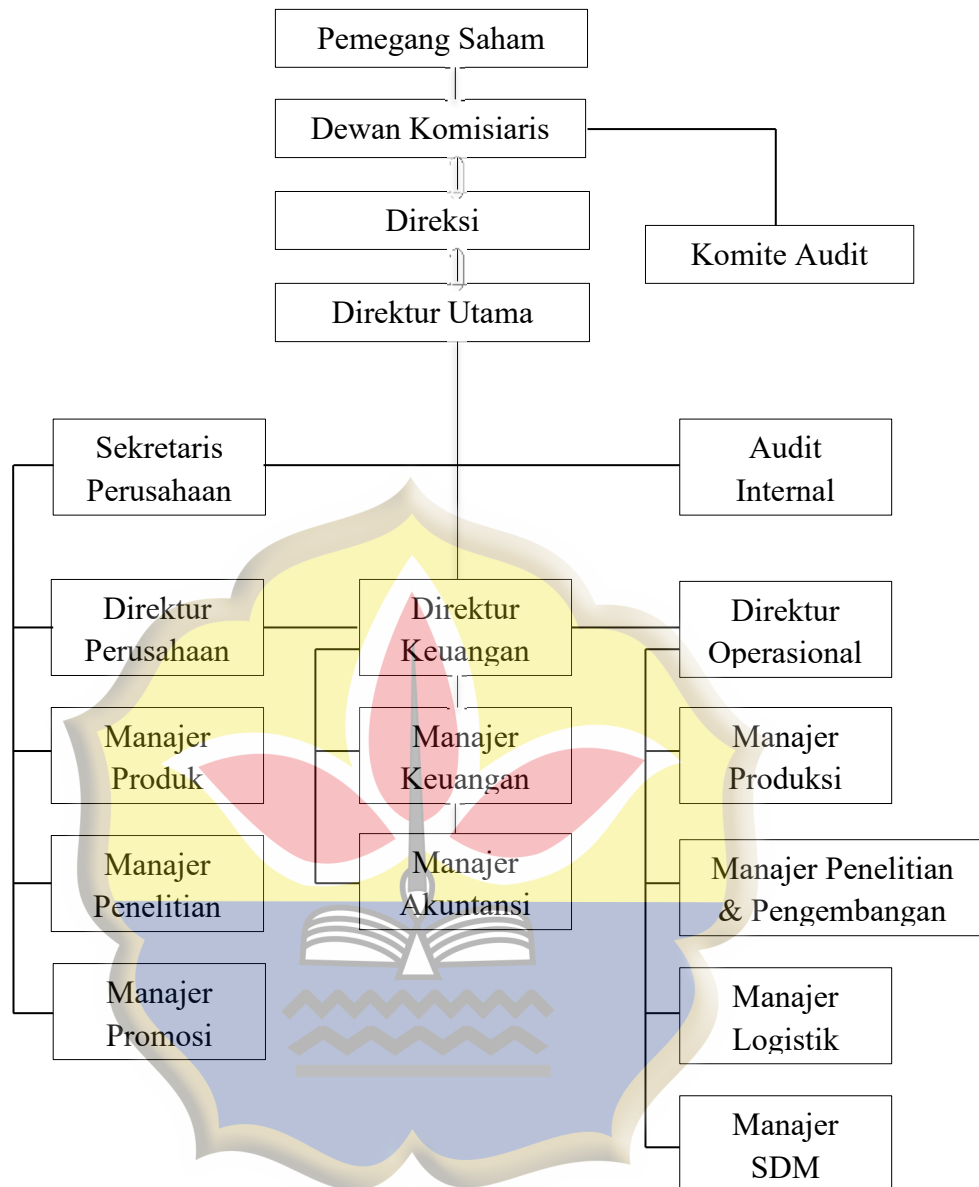 Pemegang Saham
Dewan Komisiaris
Direksi
Komite Audit
Direktur Utama
Sekretaris
Perusahaan
Audit
Internal
Direktur
Perusahaan
Direktur
Keuangan
Direktur
Operasional
Manajer
Produk
Manajer
Keuangan
Manajer
Produksi
Manajer
Penelitian
Manajer
Akuntansi
Manajer Penelitian
& Pengembangan
Manajer
Promosi
Manajer
Logistik
Manajer
SDM